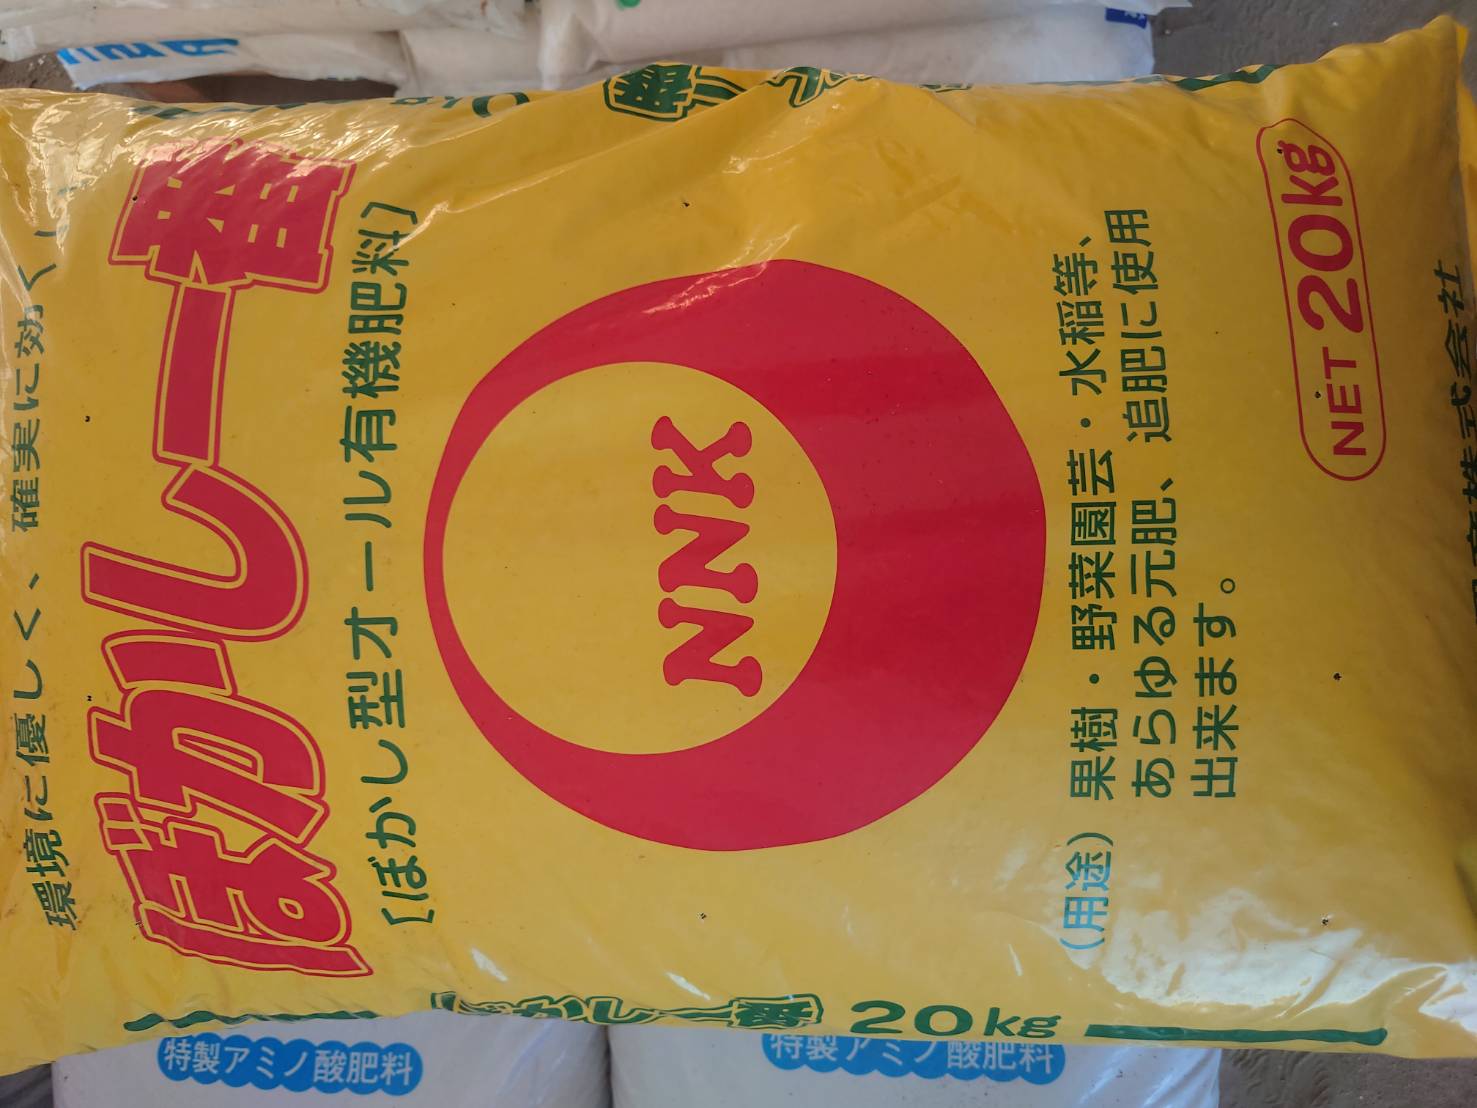 環境に優しく、確実に効く
ぼかし一番
〔ぼかし型オール有機肥料〕
NNK
(用途)
果樹・野菜園芸・水稲等、
あらゆる元肥、追肥に使用
出来ます。
NET 20kg
株式会社
ぼかし一番 20kg
特製アミノ酸肥料
特製アミノ酸肥料